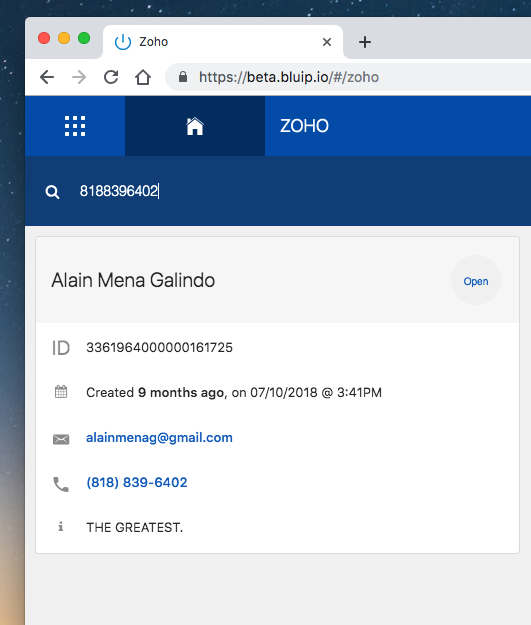 Zoho
https://beta.bluip.io/#/zoho
ZOHO
8188396402
Alain Mena Galindo
Open
ID 3361964000000161725
Created 9 months ago, on 07/10/2018 @ 3:41PM
alainmenag@gmail.com
(818) 839-6402
THE GREATEST.